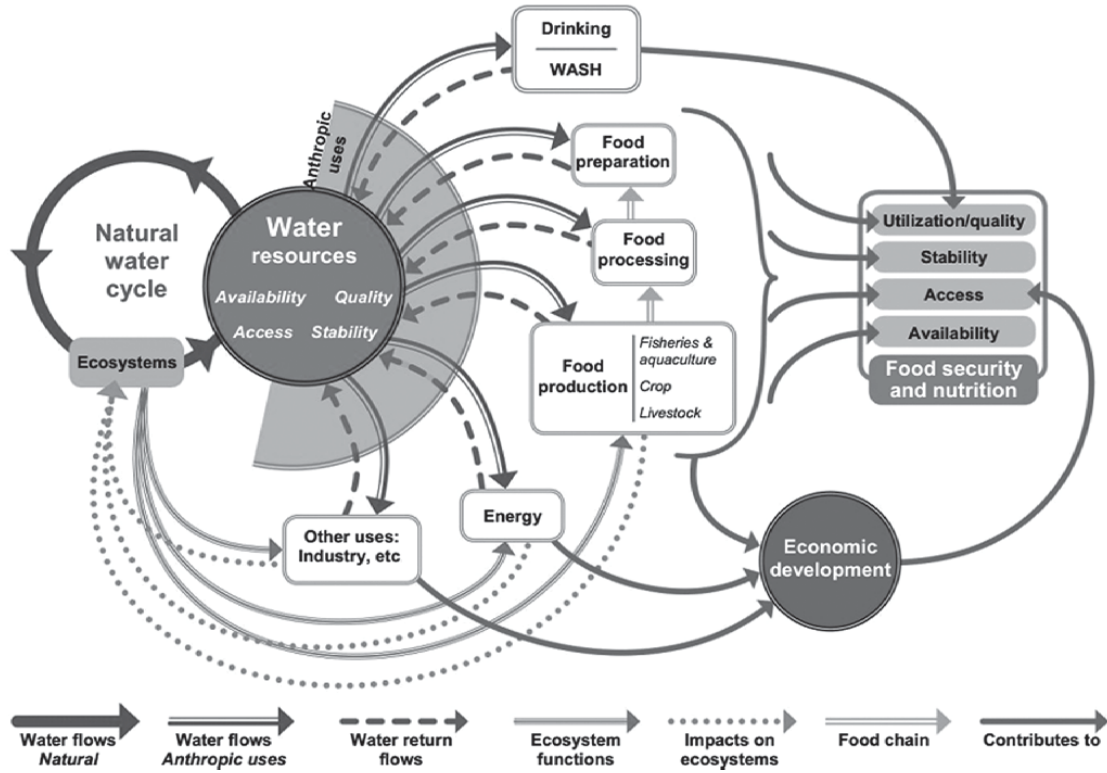 Drinking
WASH
Anthropic
uses
Food
preparation
Natural
water
cycle
Water
resources
Availability Quality
Access Stability
Food
processing
Utilization/quality
Stability
Access
Availability
Food security
and nutrition
Ecosystems
Food
production
Fisheries &
aquaculture
Crop
Livestock
Energy
Other uses:
Industry, etc
Economic
development
Water flows
Natural
Water flows
Anthropic uses
Water return
flows
Ecosystem
functions
Impacts on
ecosystems
Food chain
Contributes to